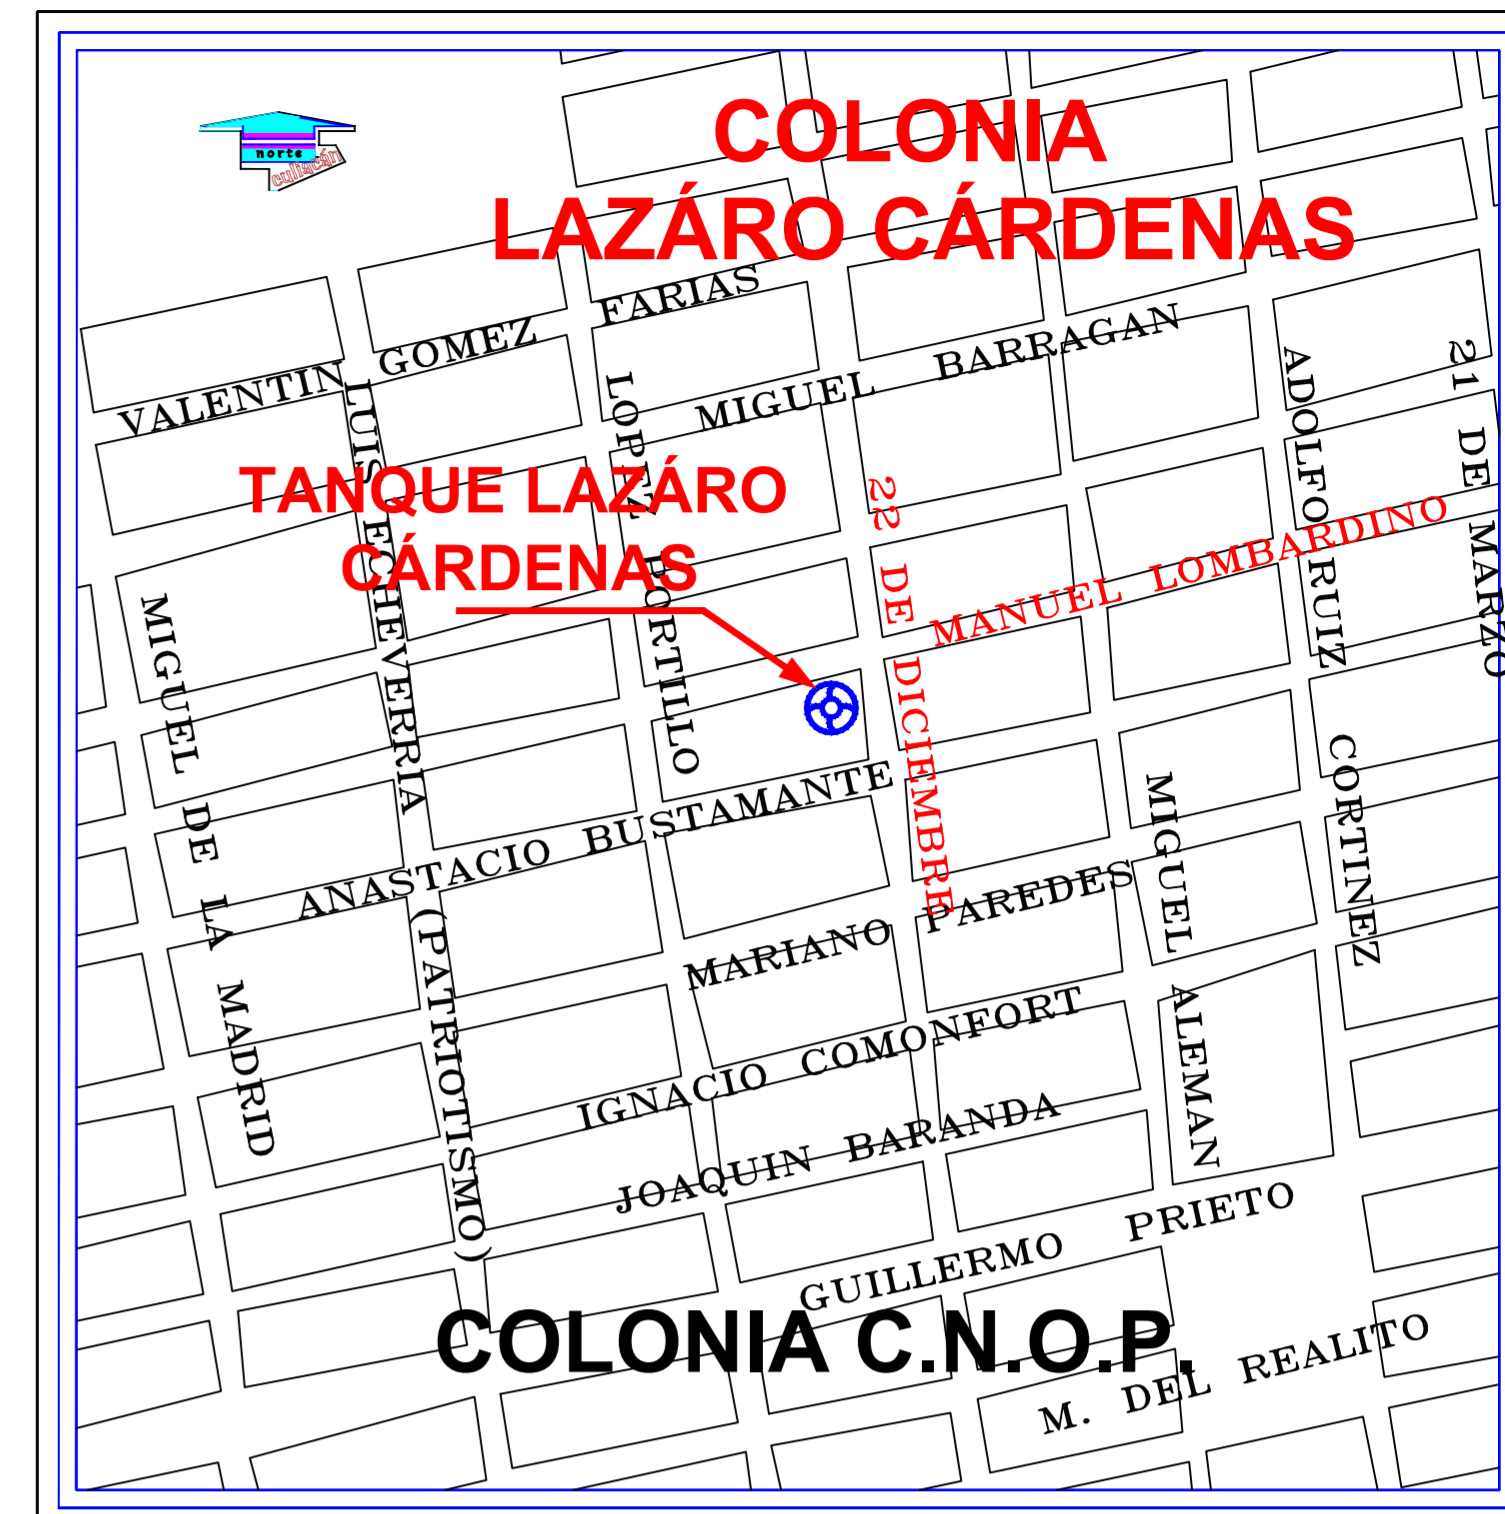 norte
culiacán
COLONIA
LAZÁRO CÁRDENAS
VALENTIN GOMEZ FARIAS
MIGUEL BARRAGAN
LUIS ECHEVERRIA (PATRIOTISMO)
LOPEZ PORTILLO
ADOLFO RUIZ CORTINEZ
21 DE MARZO
TANQUE LAZÁRO
CÁRDENAS
22 DE DICIEMBRE
MANUEL LOMBARDINO
MIGUEL DE LA MADRID
ANASTACIO BUSTAMANTE
MIGUEL ALEMAN
MARIANO PAREDES
IGNACIO COMONFORT
JOAQUIN BARANDA
GUILLERMO PRIETO
COLONIA C.N.O.P.
M. DEL REALITO